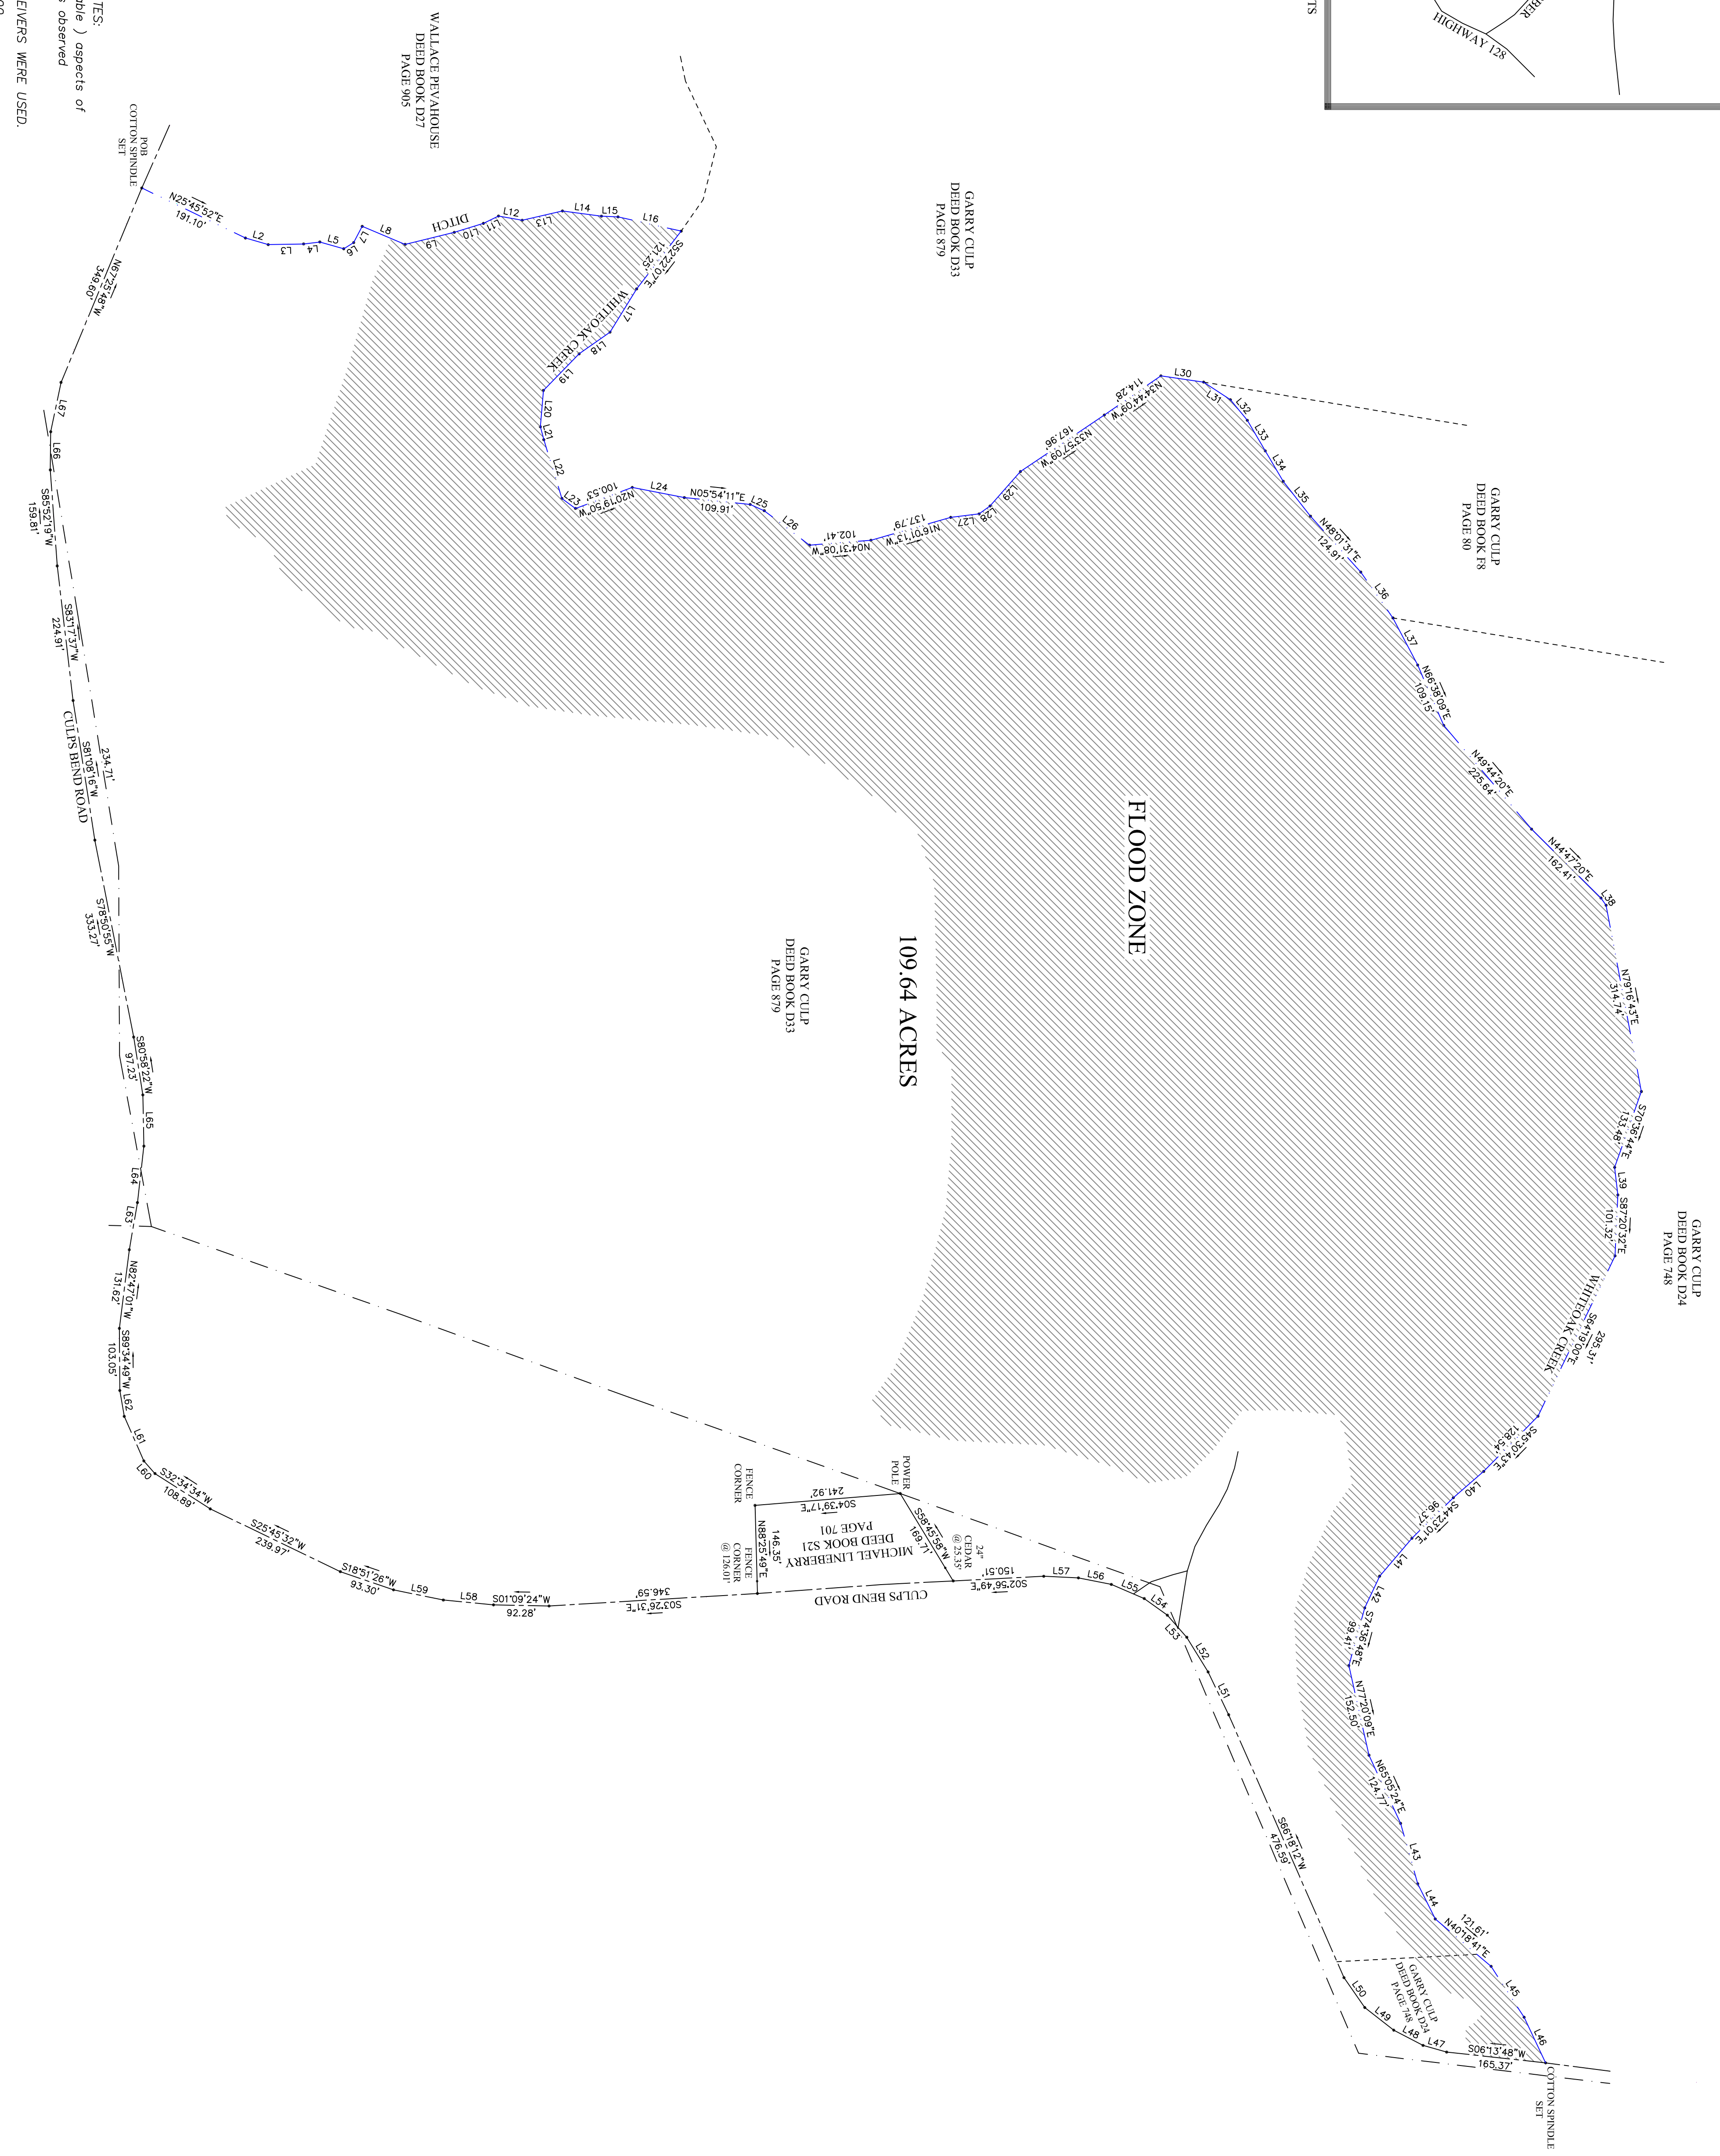 HIGHWAY 128
BER
TS
TES:
able ) aspects of
s observed
EIVERS WERE USED.
WALLACE PEVAHOUSE
DEED BOOK D27
PAGE 905
POB
COTTON SPINDLE
SET
N25°45'52"E
191.10'
L2
L3
L4
L5
L6
L7
L8
L9
DITCH
L10
L11
L12
L13
L14
L15
L16
S52°22'07"E
121.25'
WHITEOAK CREEK
L17
L18
L19
L20
L21
L22
L23
N20°19'50"W
100.53'
L24
N05°54'11"E
109.91'
L25
L26
N04°31'08"W
102.41'
N16°01'13"W
137.79'
L27
L28
L29
N33°57'09"W
167.96'
N34°44'09"W
114.28'
L30
L31
L32
L33
L34
L35
N48°01'31"E
124.91'
L36
L37
N66°38'09"E
109.15'
N49°44'20"E
225.64'
N44°47'20"E
162.41'
L38
N79°16'43"E
314.74'
S70°36'44"E
133.48'
L39
S87°20'32"E
101.32'
S64°19'00"E
295.31'
WHITEOAK CREEK
S45°30'43"E
128.54'
L40
S44°23'01"E
96.37'
L41
L42
S74°36'48"E
99.41'
N77°20'09"E
152.50'
N65°05'24"E
124.77'
L43
L44
N40°18'41"E
121.61'
L45
L46
COTTON SPINDLE
SET
S06°13'48"W
165.37'
L47
L48
L49
L50
GARRY CULP
DEED BOOK D24
PAGE 748
S66°18'12"W
476.59'
L51
L52
L53
L54
L55
L56
L57
S02°56'49"E
150.51'
24"
CEDAR
@ 25.35'
S58°45'58"W
169.71'
POWER
POLE
S04°39'17"E
241.92'
MICHAEL LINEBERRY
DEED BOOK S21
PAGE 701
FENCE
CORNER
N88°25'49"E
146.35'
FENCE
CORNER
@ 126.01'
CULPS BEND ROAD
S03°26'31"E
346.59'
S01°09'24"W
92.28'
L58
L59
S18°51'26"W
93.30'
S25°45'32"W
239.97'
S32°34'34"W
108.89'
L60
L61
L62
S89°34'49"W
103.05'
N82°47'01"W
131.62'
L63
L64
L65
S80°58'22"W
97.23'
S78°50'55"W
333.27'
234.71'
S81°08'16"W
CULPS BEND ROAD
S83°17'37"W
224.91'
S85°52'19"W
159.81'
L66
L67
N67°25'48"W
349.60'
GARRY CULP
DEED BOOK D33
PAGE 879
GARRY CULP
DEED BOOK F8
PAGE 80
GARRY CULP
DEED BOOK D24
PAGE 748
FLOOD ZONE
109.64 ACRES
GARRY CULP
DEED BOOK D33
PAGE 879